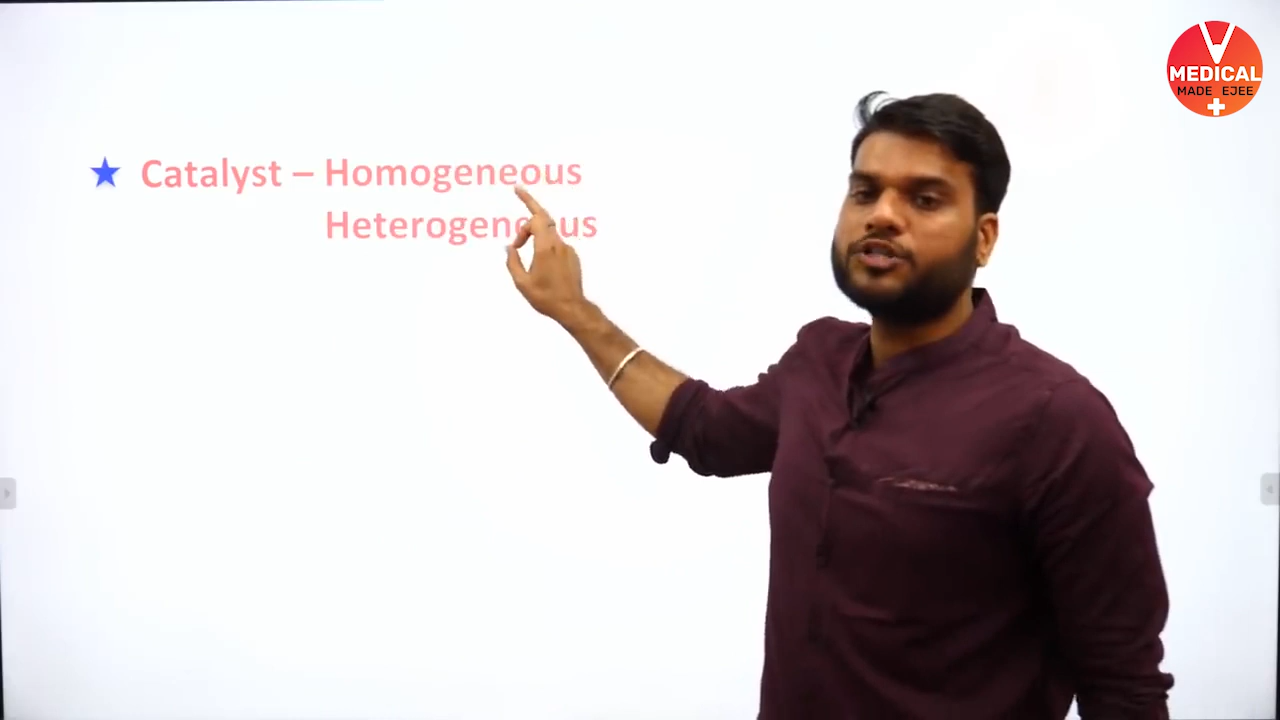 ★ Catalyst – Homogeneous
Heterogeneous
V
MEDICAL
MADE EJEE